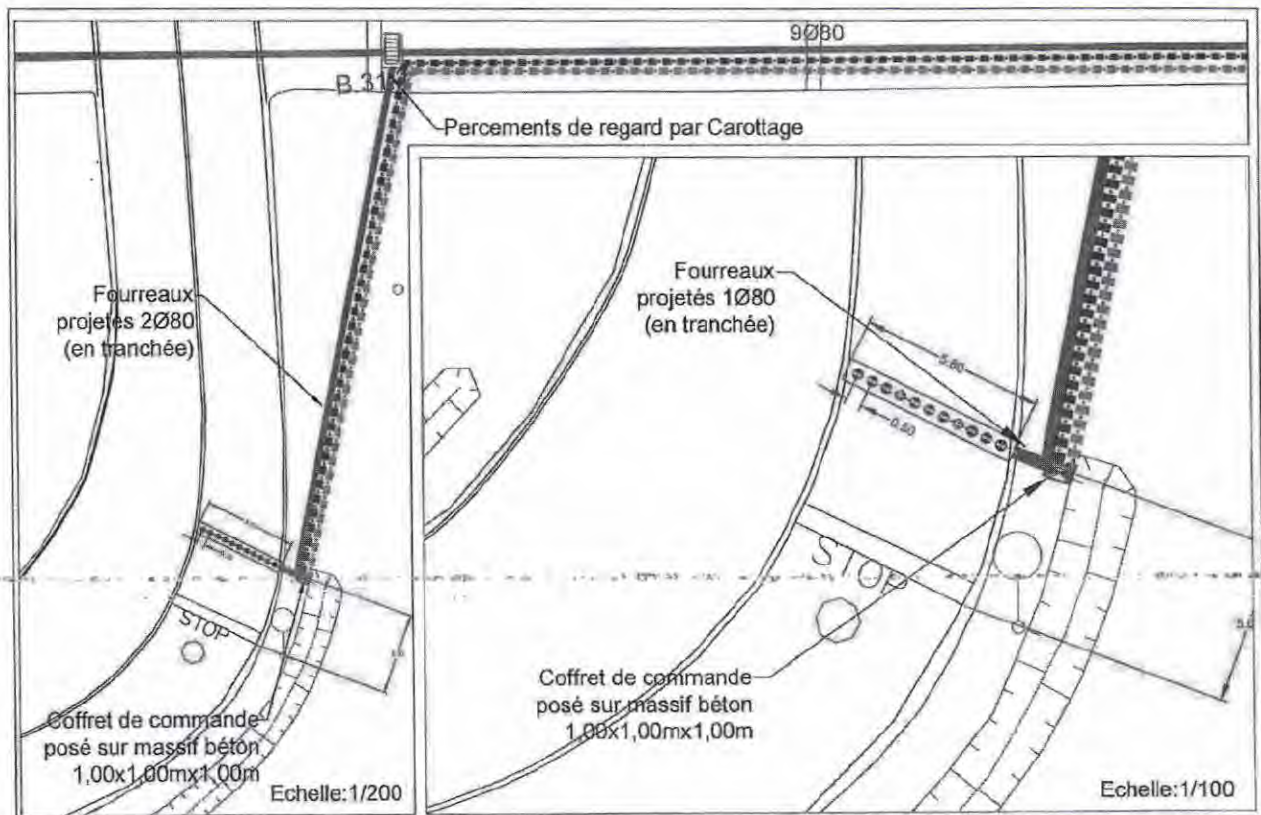 9Ø80
B.31
Percements de regard par Carottage
Fourreaux
projetés 2Ø80
(en tranchée)
STOP
Coffret de commande
posé sur massif béton
1,00x1,00mx1,00m
Echelle:1/200
Fourreaux
projetés 1Ø80
(en tranchée)
5.60
0.50
STOP
Coffret de commande
posé sur massif béton
1,00x1,00mx1,00m
Echelle:1/100